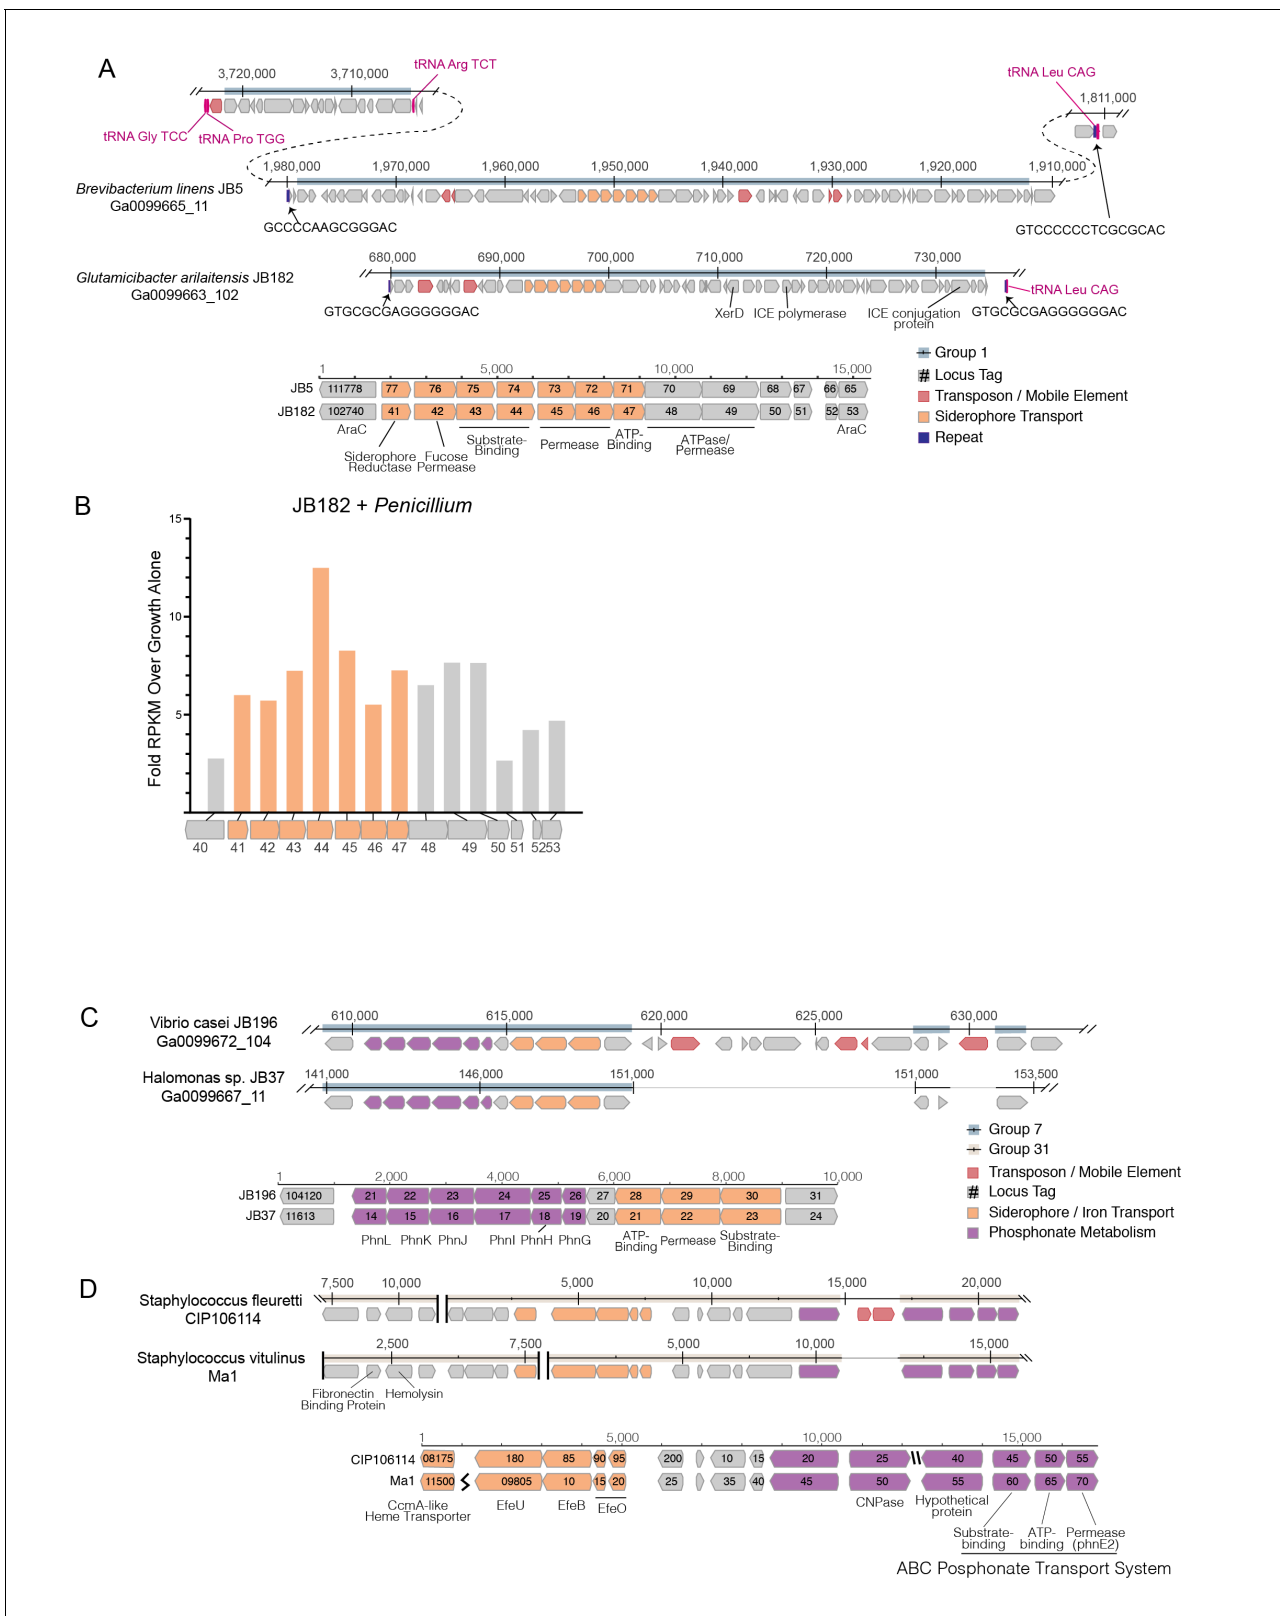 A
3,720,000 3,710,000
tRNA Arg TCT
tRNA Gly TCC tRNA Pro TGG
tRNA Leu CAG
1,811,000
1,980,000 1,970,000 1,960,000 1,950,000 1,940,000 1,930,000 1,920,000 1,910,000
Brevibacterium linens JB5
Ga0099665_11
GCCCCAAGCGGGAC
GTCCCCCCTCGCGCAC
680,000 690,000 700,000 710,000 720,000 730,000
Glutamicibacter arilaitensis JB182
Ga0099663_102
tRNA Leu CAG
GTGCGCGAGGGGGGAC
XerD ICE polymerase ICE conjugation protein
GTGCGCGAGGGGGGAC
Group 1
# Locus Tag
Transposon / Mobile Element
Siderophore Transport
Repeat
1 5,000 10,000 15,000
JB5 111778 77 76 75 74 73 72 71 70 69 68 67 66 65
JB182 102740 41 42 43 44 45 46 47 48 49 50 51 52 53
AraC
Siderophore Reductase
Fucose Permease
Substrate-Binding
Permease
ATP-Binding
ATPase/Permease
AraC
B
JB182 + Penicillium
Fold RPKM Over Growth Alone
15
10
5
40 41 42 43 44 45 46 47 48 49 50 51 52 53
C
Vibrio casei JB196
Ga0099672_104
610,000 615,000 620,000 625,000 630,000
Halomonas sp. JB37
Ga0099667_11
141,000 146,000 151,000 151,000 153,500
Group 7
Group 31
Transposon / Mobile Element
# Locus Tag
Siderophore / Iron Transport
Phosphonate Metabolism
1 2,000 4,000 6,000 8,000 10,000
JB196 104120 21 22 23 24 25 26 27 28 29 30 31
JB37 11613 14 15 16 17 18 19 20 21 22 23 24
PhnL PhnK PhnJ PhnI PhnH PhnG
ATP-Binding
Permease
Substrate-Binding
D
7,500 10,000 5,000 10,000 15,000 20,000
Staphylococcus fleuretti
CIP106114
2,500 7,500 5,000 10,000 15,000
Staphylococcus vitulinus
Ma1
Fibronectin Binding Protein
Hemolysin
1 5,000 10,000 15,000
CIP106114 08175 180 85 90 95 200 10 15 20 25 40 45 50 55
Ma1 11500 09805 10 15 20 25 35 40 45 50 55 60 65 70
CcmA-like Heme Transporter
EfeU EfeB EfeO
CNPase
Hypothetical protein
Substrate-binding
ATP-binding
Permease (phnE2)
ABC Posphonate Transport System